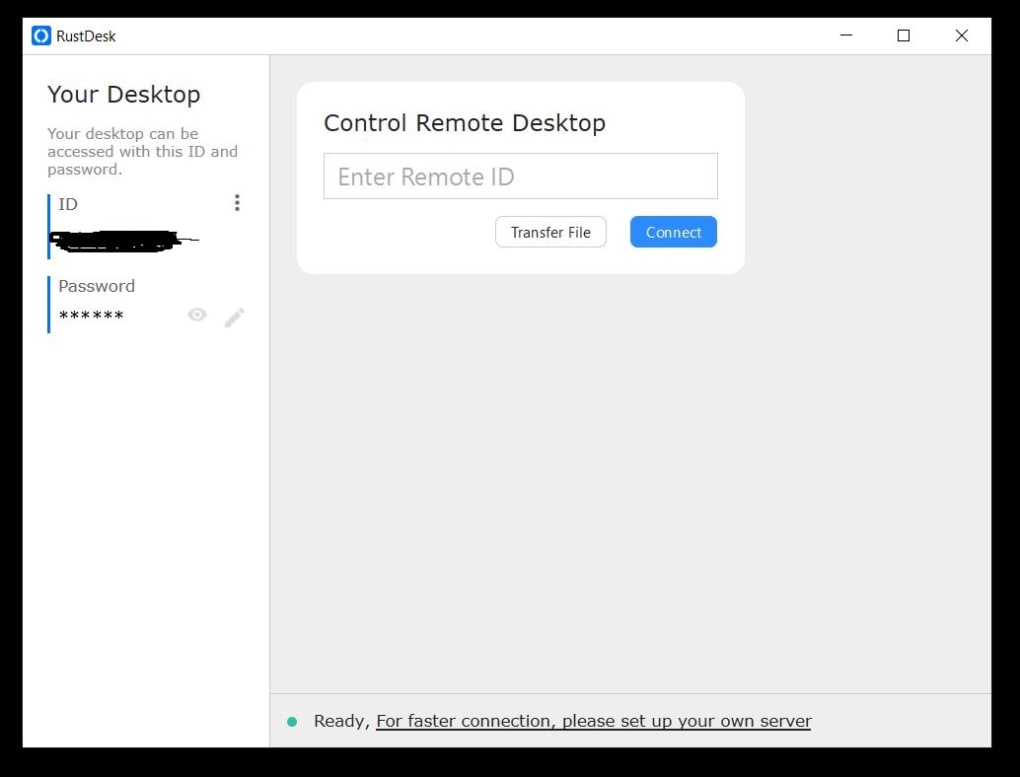 RustDesk
Your Desktop
Your desktop can be
accessed with this ID and
password.
ID
Password
******
Control Remote Desktop
Enter Remote ID
Transfer File
Connect
Ready, For faster connection, please set up your own server